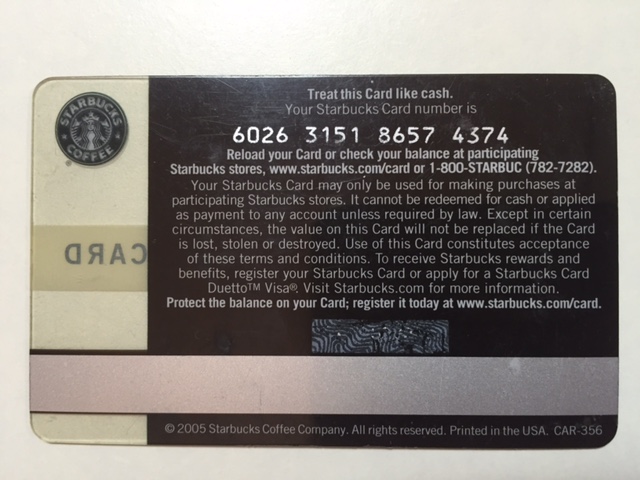 STARBUCKS
COFFEE
Treat this Card like cash.
Your Starbucks Card number is
6026 3151 8657 4374
Reload your Card or check your balance at participating
Starbucks stores, www.starbucks.com/card or 1-800-STARBUC (782-7282).
Your Starbucks Card may only be used for making purchases at
participating Starbucks stores. It cannot be redeemed for cash or applied
as payment to any account unless required by law. Except in certain
circumstances, the value on this Card will not be replaced if the Card
is lost, stolen or destroyed. Use of this Card constitutes acceptance
of these terms and conditions. To receive Starbucks rewards and
benefits, register your Starbucks Card or apply for a Starbucks Card
Duetto™ Visa®. Visit Starbucks.com for more information.
Protect the balance on your Card; register it today at www.starbucks.com/card.
CARD
© 2005 Starbucks Coffee Company. All rights reserved. Printed in the USA. CAR-356